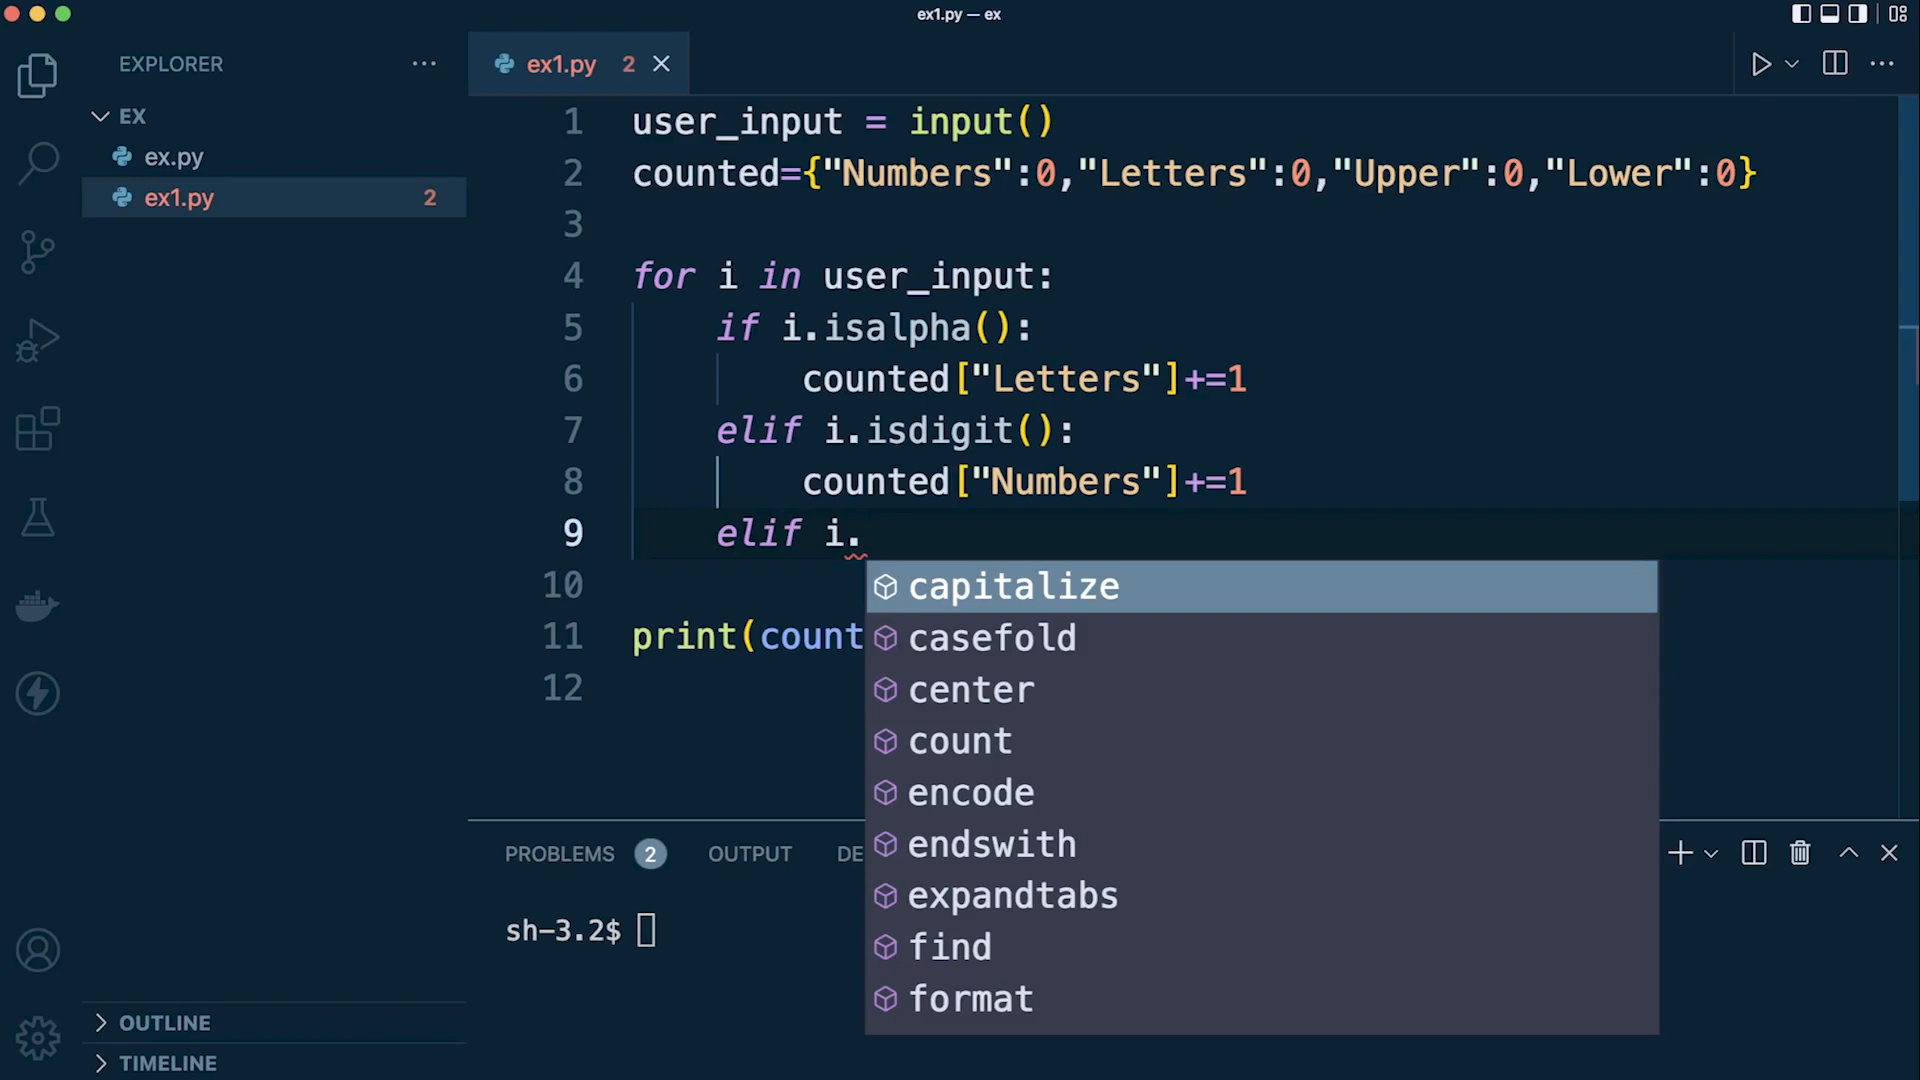 ex1.py — ex
EXPLORER
EX
ex.py
ex1.py 2
OUTLINE
TIMELINE
ex1.py 2
1 user_input = input()
2 counted={"Numbers":0,"Letters":0,"Upper":0,"Lower":0}
3
4 for i in user_input:
5 if i.isalpha():
6 counted["Letters"]+=1
7 elif i.isdigit():
8 counted["Numbers"]+=1
9 elif i.
10
11 print(count
12
capitalize
casefold
center
count
encode
endswith
expandtabs
find
format
PROBLEMS 2 OUTPUT DE
sh-3.2$